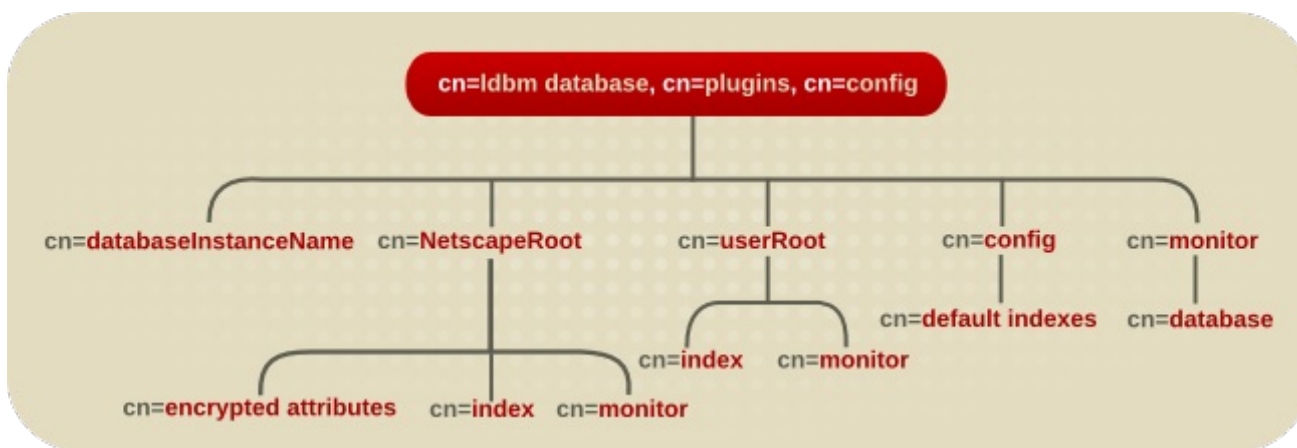 cn=ldbm database, cn=plugins, cn=config
cn=databaseInstanceName
cn=NetscapeRoot
cn=userRoot
cn=config
cn=monitor
cn=default indexes
cn=database
cn=index
cn=monitor
cn=encrypted attributes
cn=index
cn=monitor